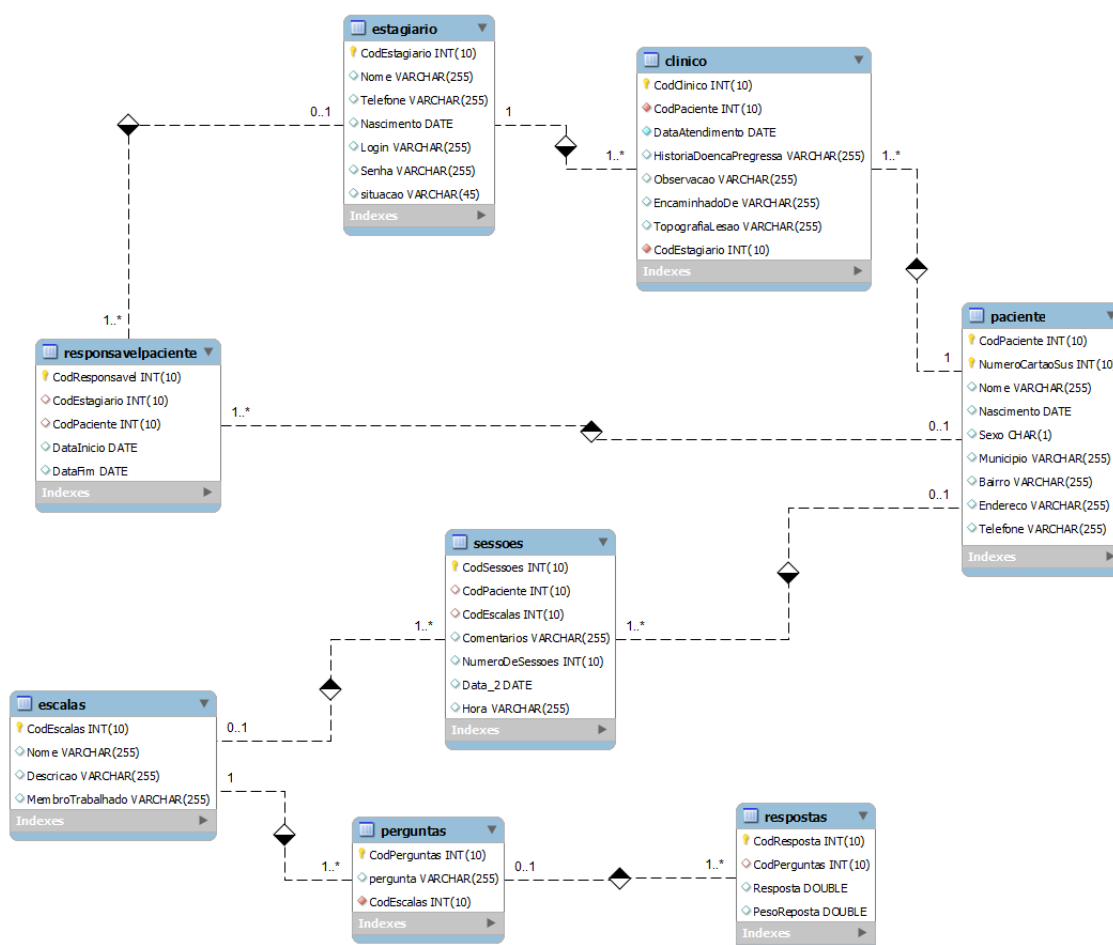 estagiario
CodEstagiario INT(10)
Nome VARCHAR(255)
Telefone VARCHAR(255)
Nascimento DATE
Login VARCHAR(255)
Senha VARCHAR(255)
situacao VARCHAR(45)
Indexes
0..1
1
clinico
CodClinico INT(10)
CodPaciente INT(10)
DataAtendimento DATE
HistoriaDoencaPregressa VARCHAR(255)
Observacao VARCHAR(255)
EncaminhadoDe VARCHAR(255)
TopografiaLesao VARCHAR(255)
CodEstagiario INT(10)
Indexes
1..*
1..*
1..*
responsavelpaciente
CodResponsavel INT(10)
CodEstagiario INT(10)
CodPaciente INT(10)
DataInicio DATE
DataFim DATE
Indexes
1..*
paciente
CodPaciente INT(10)
NumeroCartaoSus INT(10
Nome VARCHAR(255)
Nascimento DATE
Sexo CHAR(1)
Municipio VARCHAR(255)
Bairro VARCHAR(255)
Endereco VARCHAR(255)
Telefone VARCHAR(255)
Indexes
1
0..1
0..1
sessoes
CodSessoes INT(10)
CodPaciente INT(10)
CodEscalas INT(10)
Comentarios VARCHAR(255)
NumeroDeSessoes INT(10)
Data_2 DATE
Hora VARCHAR(255)
Indexes
1..*
1..*
escalas
CodEscalas INT(10)
Nome VARCHAR(255)
Descricao VARCHAR(255)
MembroTrabalhado VARCHAR(255)
Indexes
0..1
1
perguntas
CodPerguntas INT(10)
pergunta VARCHAR(255)
CodEscalas INT(10)
Indexes
1..*
0..1
respostas
CodResposta INT(10)
CodPerguntas INT(10)
Resposta DOUBLE
PesoReposta DOUBLE
Indexes
1..*